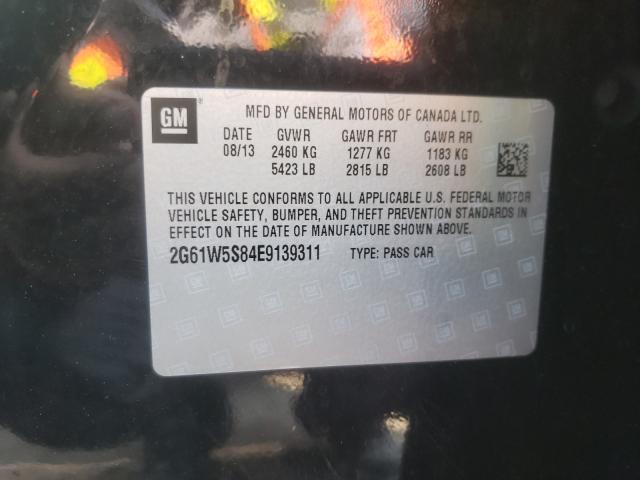 GM
MFD BY GENERAL MOTORS OF CANADA LTD.
DATE GVWR GAWR FRT GAWR RR
08/13 2460 KG 1277 KG 1183 KG
5423 LB 2815 LB 2608 LB
THIS VEHICLE CONFORMS TO ALL APPLICABLE U.S. FEDERAL MOTOR
VEHICLE SAFETY, BUMPER, AND THEFT PREVENTION STANDARDS IN
EFFECT ON THE DATE OF MANUFACTURE SHOWN ABOVE.
2G61W5S84E9139311 TYPE: PASS CAR